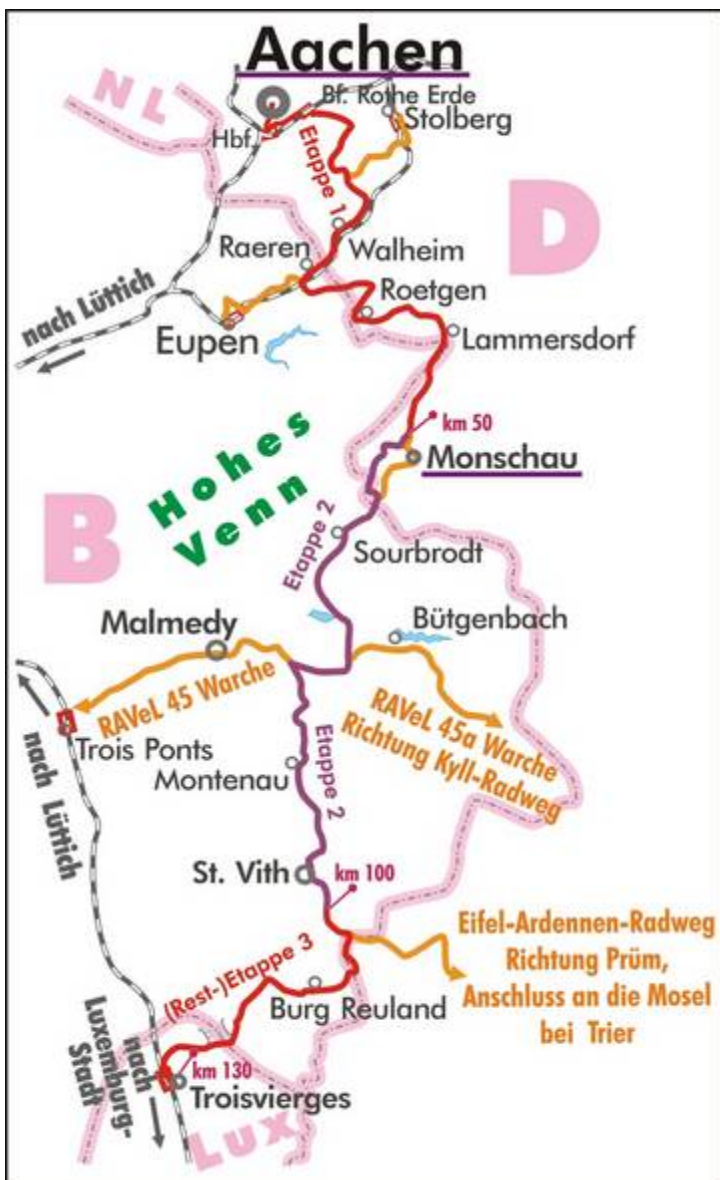 Aachen
NL
Bf. Rothe Erde
Stolberg
Hbf.
Etappe 1
D
Raeren
Walheim
nach Lüttich
Roetgen
Eupen
Lammersdorf
km 50
Hohes
Venn
Monschau
B
Etappe 2
Sourbrodt
Malmedy
Bütgenbach
RAVeL 45 Warche
RAVeL 45a Warche
Richtung Kyll-Radweg
Trois Ponts
nach Lüttich
Montenau
Etappe 2
St. Vith
km 100
Eifel-Ardennen-Radweg
Richtung Prüm,
Anschluss an die Mosel
bei Trier
(Rest-)Etappe 3
Burg Reuland
nach
Luxemburg-
Stadt
km 130
Troisvierges
Lux